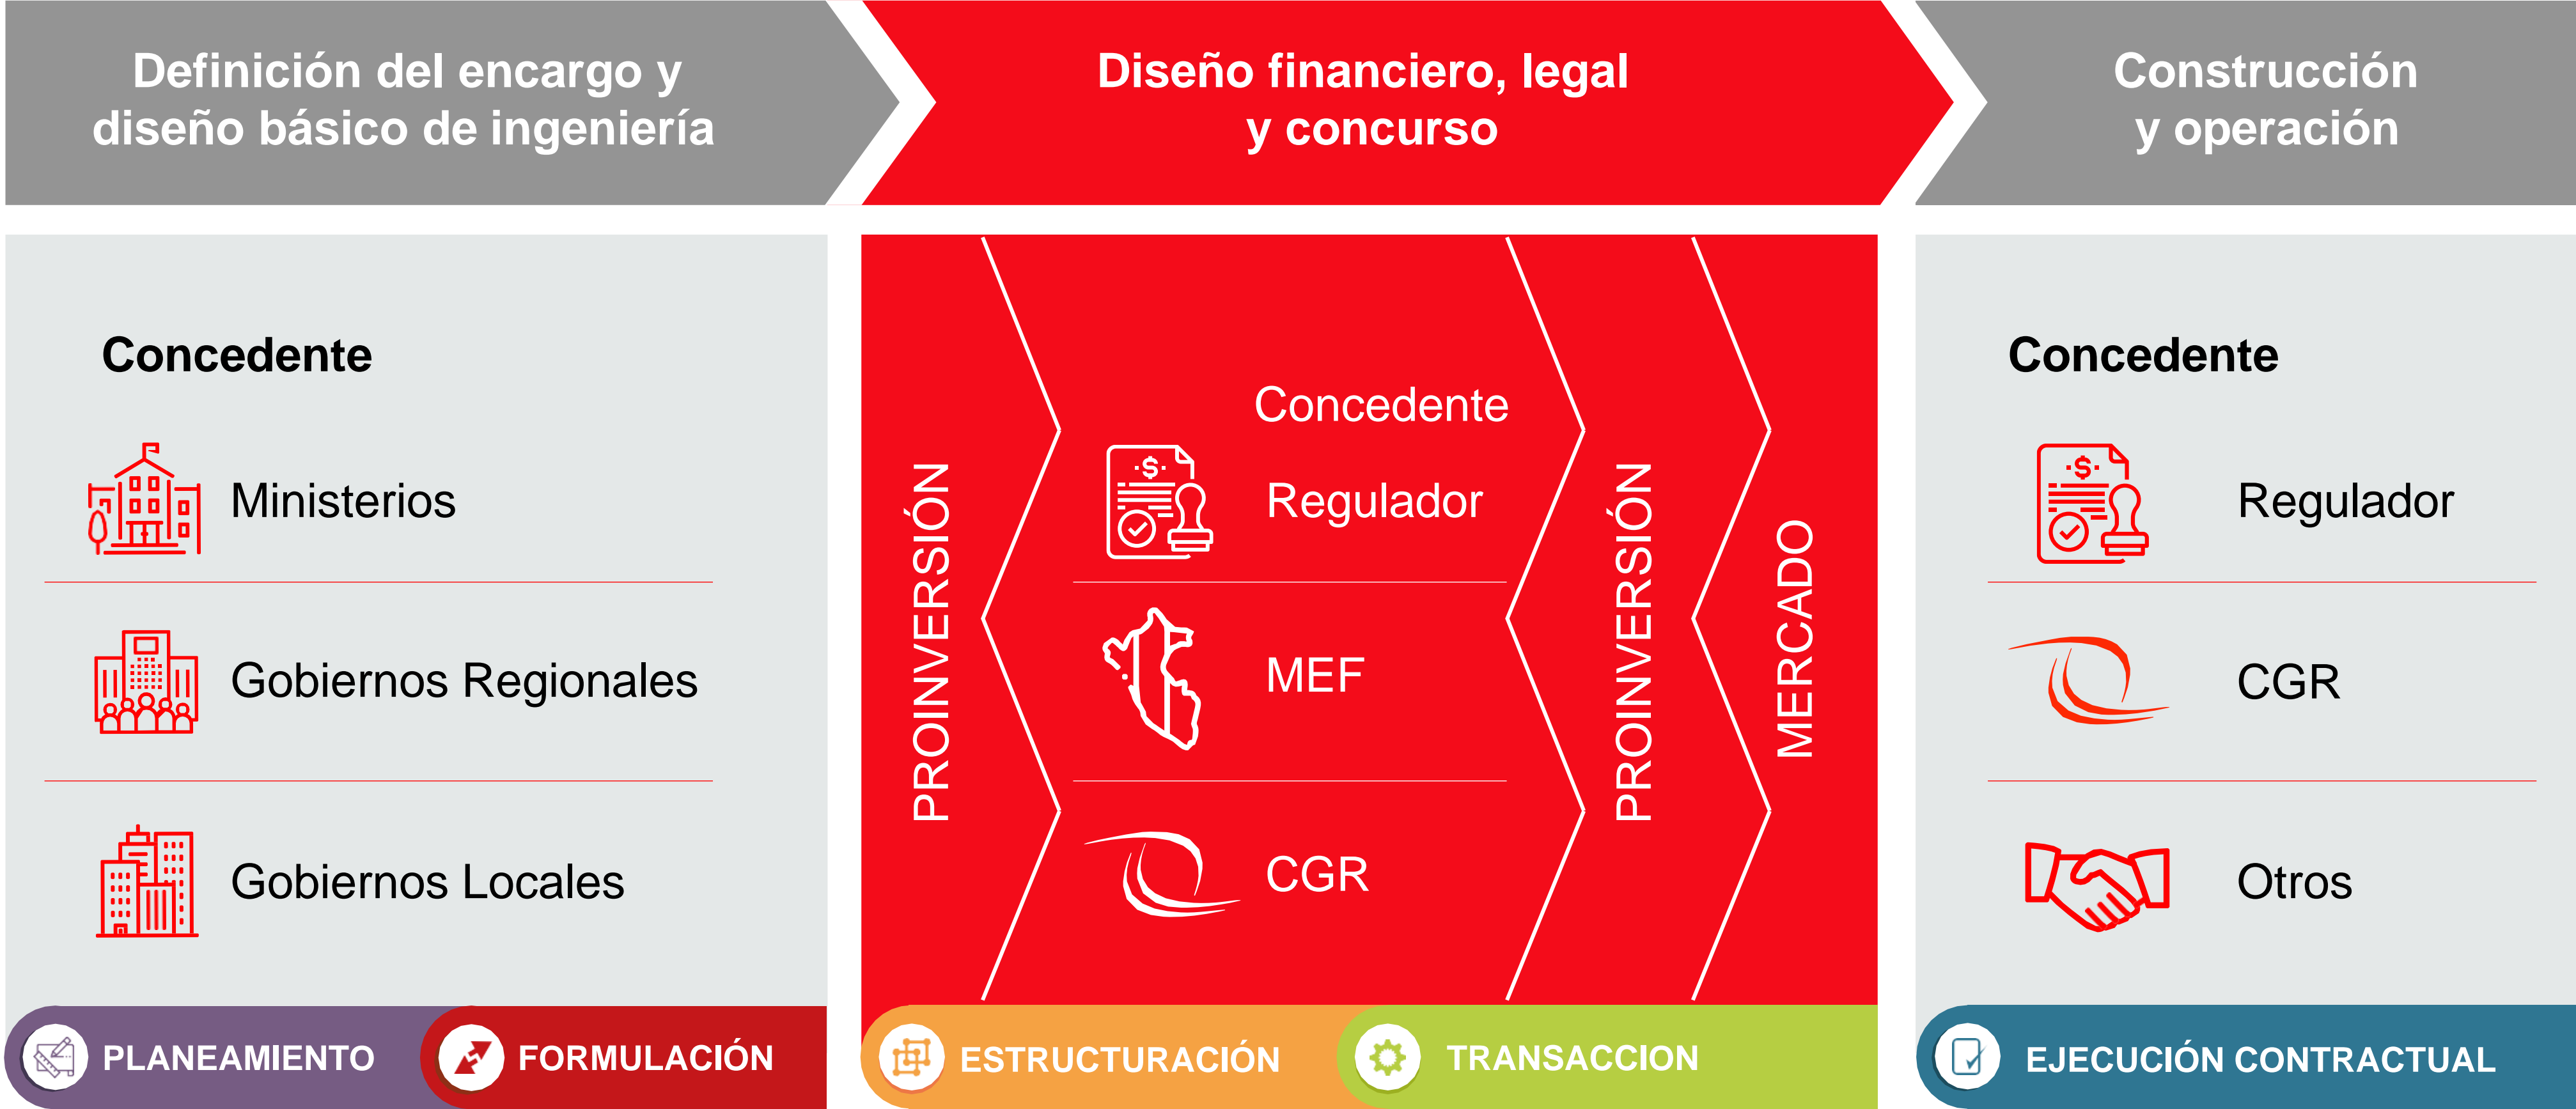 Definición del encargo y
diseño básico de ingeniería
Diseño financiero, legal
y concurso
Construcción
y operación
Concedente
Ministerios
Gobiernos Regionales
Gobiernos Locales
PROINVERSIÓN
Concedente
·$·
Regulador
MEF
CGR
PROINVERSIÓN
MERCADO
Concedente
·$·
Regulador
CGR
Otros
PLANEAMIENTO
FORMULACIÓN
ESTRUCTURACIÓN
TRANSACCION
EJECUCIÓN CONTRACTUAL